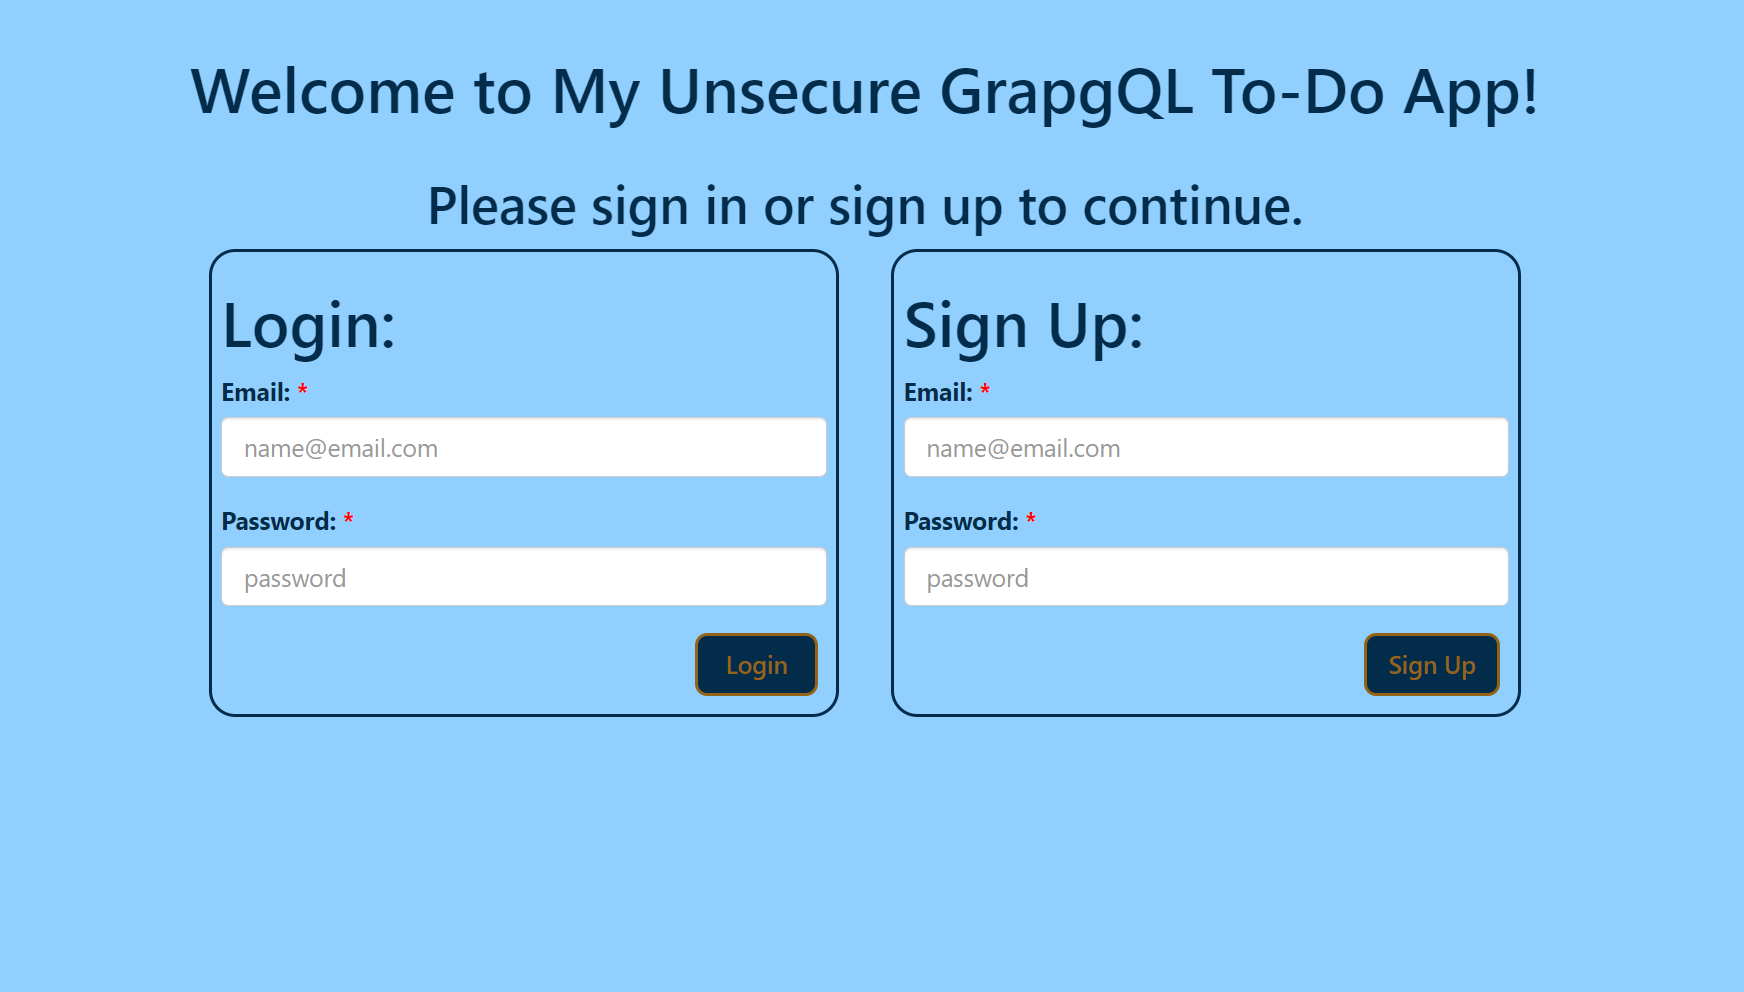 Welcome to My Unsecure GrapgQL To-Do App!
Please sign in or sign up to continue.
Login:
Email: *
name@email.com
Password: *
password
Login
Sign Up:
Email: *
name@email.com
Password: *
password
Sign Up